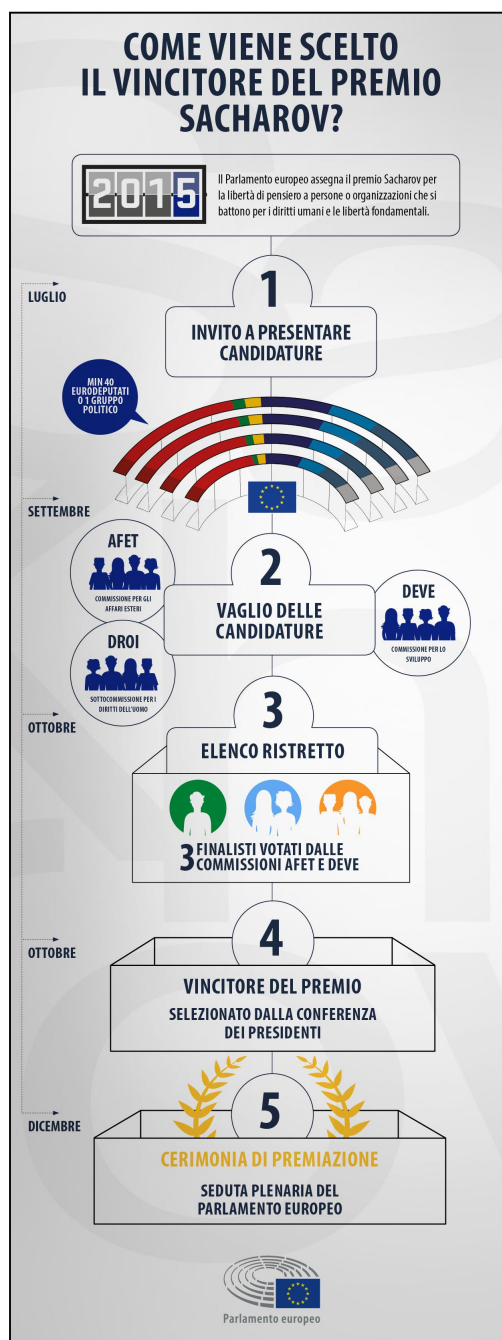 COME VIENE SCELTO
IL VINCITORE DEL PREMIO
SACHAROV?
2015
Il Parlamento europeo assegna il premio Sacharov per
la libertà di pensiero a persone o organizzazioni che si
battono per i diritti umani e le libertà fondamentali.
LUGLIO
1
INVITO A PRESENTARE
CANDIDATURE
MIN 40
EURODEPUTATI
O 1 GRUPPO
POLITICO
SETTEMBRE
AFET
COMMISSIONE PER GLI
AFFARI ESTERI
2
VAGLIO DELLE
CANDIDATURE
DEVE
COMMISSIONE PER LO
SVILUPPO
DROI
SOTTOCOMMISSIONE PER I
DIRITTI DELL'UOMO
OTTOBRE
3
ELENCO RISTRETTO
3 FINALISTI VOTATI DALLE
COMMISSIONI AFET E DEVE
OTTOBRE
4
VINCITORE DEL PREMIO
SELEZIONATO DALLA CONFERENZA
DEI PRESIDENTI
DICEMBRE
5
CERIMONIA DI PREMIAZIONE
SEDUTA PLENARIA DEL
PARLAMENTO EUROPEO
Parlamento europeo